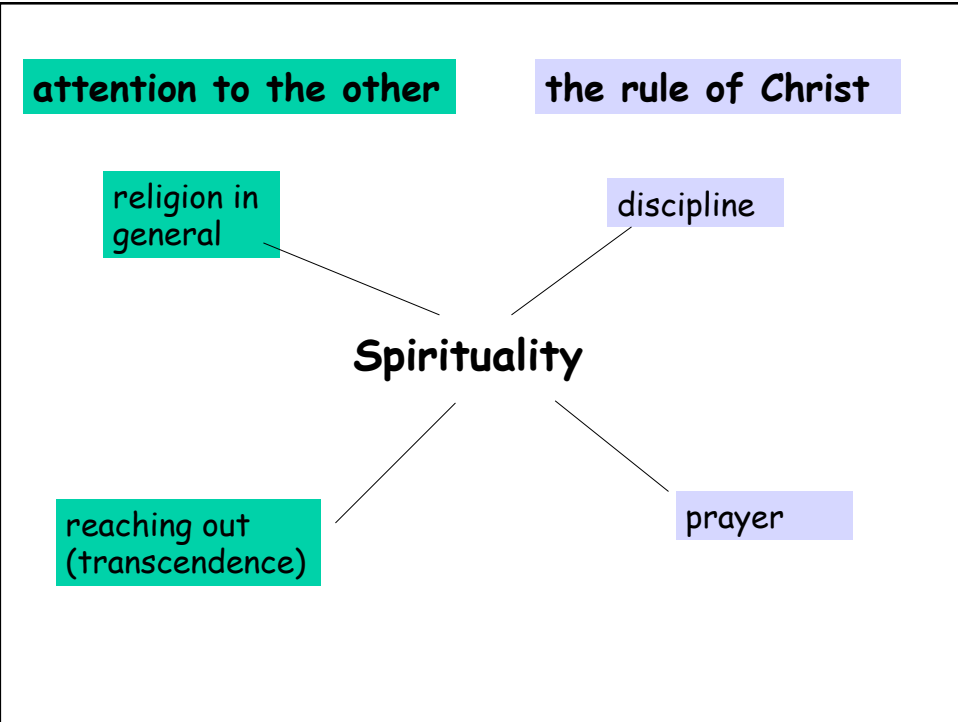 attention to the other
the rule of Christ
religion in
general
discipline
Spirituality
reaching out
(transcendence)
prayer